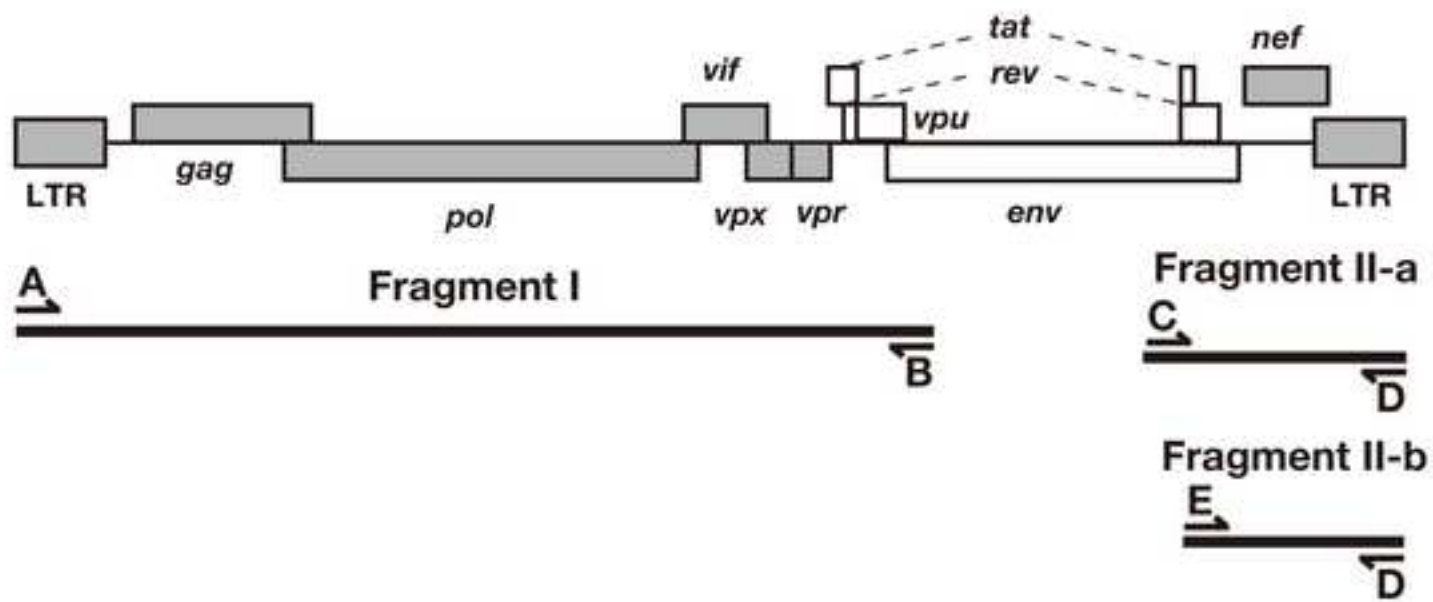 tat
nef
vif
rev
vpu
gag
LTR
pol
vpx
vpr
env
LTR
A
Fragment I
B
Fragment II-a
C
D
Fragment II-b
E
D